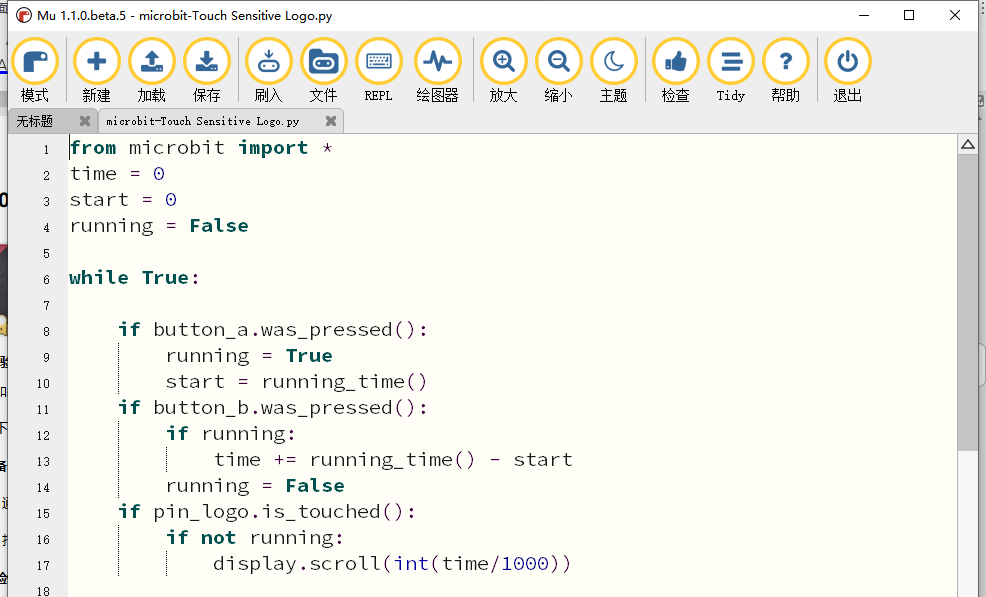 Mu 1.1.0.beta.5 - microbit-Touch Sensitive Logo.py
模式 新建 加载 保存 刷入 文件 REPL 绘图器 放大 缩小 主题 检查 Tidy 帮助 退出
无标题 microbit-Touch Sensitive Logo.py
1 from microbit import *
2 time = 0
3 start = 0
4 running = False
5
6 while True:
7
8 if button_a.was_pressed():
9 running = True
10 start = running_time()
11 if button_b.was_pressed():
12 if running:
13 time += running_time() - start
14 running = False
15 if pin_logo.is_touched():
16 if not running:
17 display.scroll(int(time/1000))
18